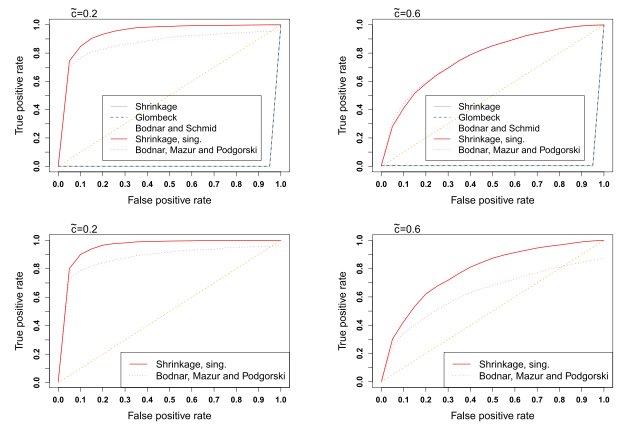 c̃=0.2
True positive rate
1.0
0.8
0.6
0.4
0.2
0.0
Shrinkage
Glombeck
Bodnar and Schmid
Shrinkage, sing.
Bodnar, Mazur and Podgorski
0.0 0.1 0.2 0.3 0.4 0.5 0.6 0.7 0.8 0.9 1.0
False positive rate
c̃=0.6
True positive rate
1.0
0.8
0.6
0.4
0.2
0.0
Shrinkage
Glombeck
Bodnar and Schmid
Shrinkage, sing.
Bodnar, Mazur and Podgorski
0.0 0.1 0.2 0.3 0.4 0.5 0.6 0.7 0.8 0.9 1.0
False positive rate
c̃=0.2
True positive rate
1.0
0.8
0.6
0.4
0.2
0.0
Shrinkage, sing.
Bodnar, Mazur and Podgorski
0.0 0.1 0.2 0.3 0.4 0.5 0.6 0.7 0.8 0.9 1.0
False positive rate
c̃=0.6
True positive rate
1.0
0.8
0.6
0.4
0.2
0.0
Shrinkage, sing.
Bodnar, Mazur and Podgorski
0.0 0.1 0.2 0.3 0.4 0.5 0.6 0.7 0.8 0.9 1.0
False positive rate